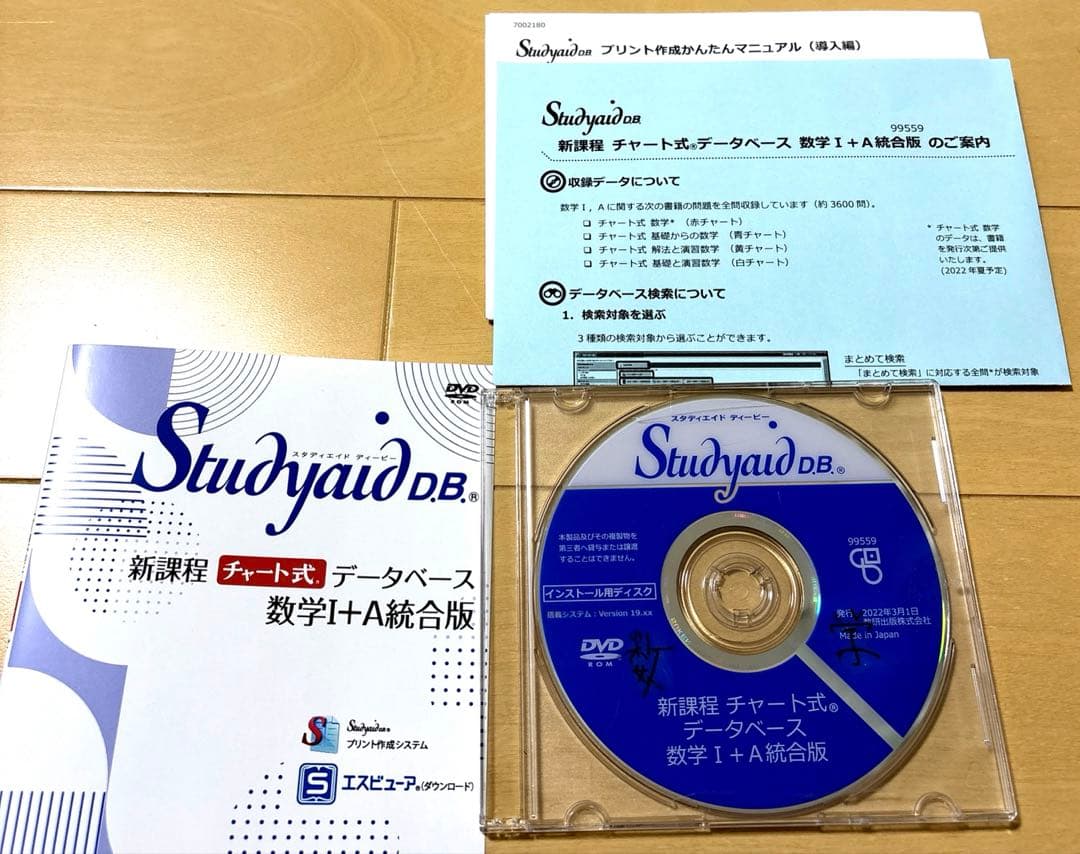 7002180
Studyaid D.B. プリント作成かんたんマニュアル（導入編）
Studyaid D.B.
99559
新課程 チャート式®データベース 数学Ⅰ+A統合版 のご案内
収録データについて
数学Ⅰ，Aに関する次の書籍の問題を全問収録しています（約3600問）。
❑ チャート式 数学* （赤チャート）
❑ チャート式 基礎からの数学 （青チャート）
❑ チャート式 解法と演習数学 （黄チャート）
❑ チャート式 基礎と演習数学 （白チャート）
* チャート式 数学
のデータは、書籍
を発行次第ご提供
いたします。
(2022年夏予定)
データベース検索について
1. 検索対象を選ぶ
3種類の検索対象から選ぶことができます。
まとめて検索
「まとめて検索」に対応する全問*が検索対象
DVD
ROM
スタディエイド ディービー
Studyaid D.B.®
新課程 チャート式® データベース
数学Ⅰ+A統合版
Studyaid D.B.®
プリント作成システム
エスビューア®（ダウンロード）
スタディエイド ディービー
Studyaid D.B.®
本製品及びその複製物を
第三者へ貸与または譲渡
することはできません。
99559
インストール用ディスク
搭載システム：Version 19.xx
発行 2022年3月1日
数研出版株式会社
Made in Japan
DVD
ROM
新課程 チャート式®
データベース
数学Ⅰ+A統合版